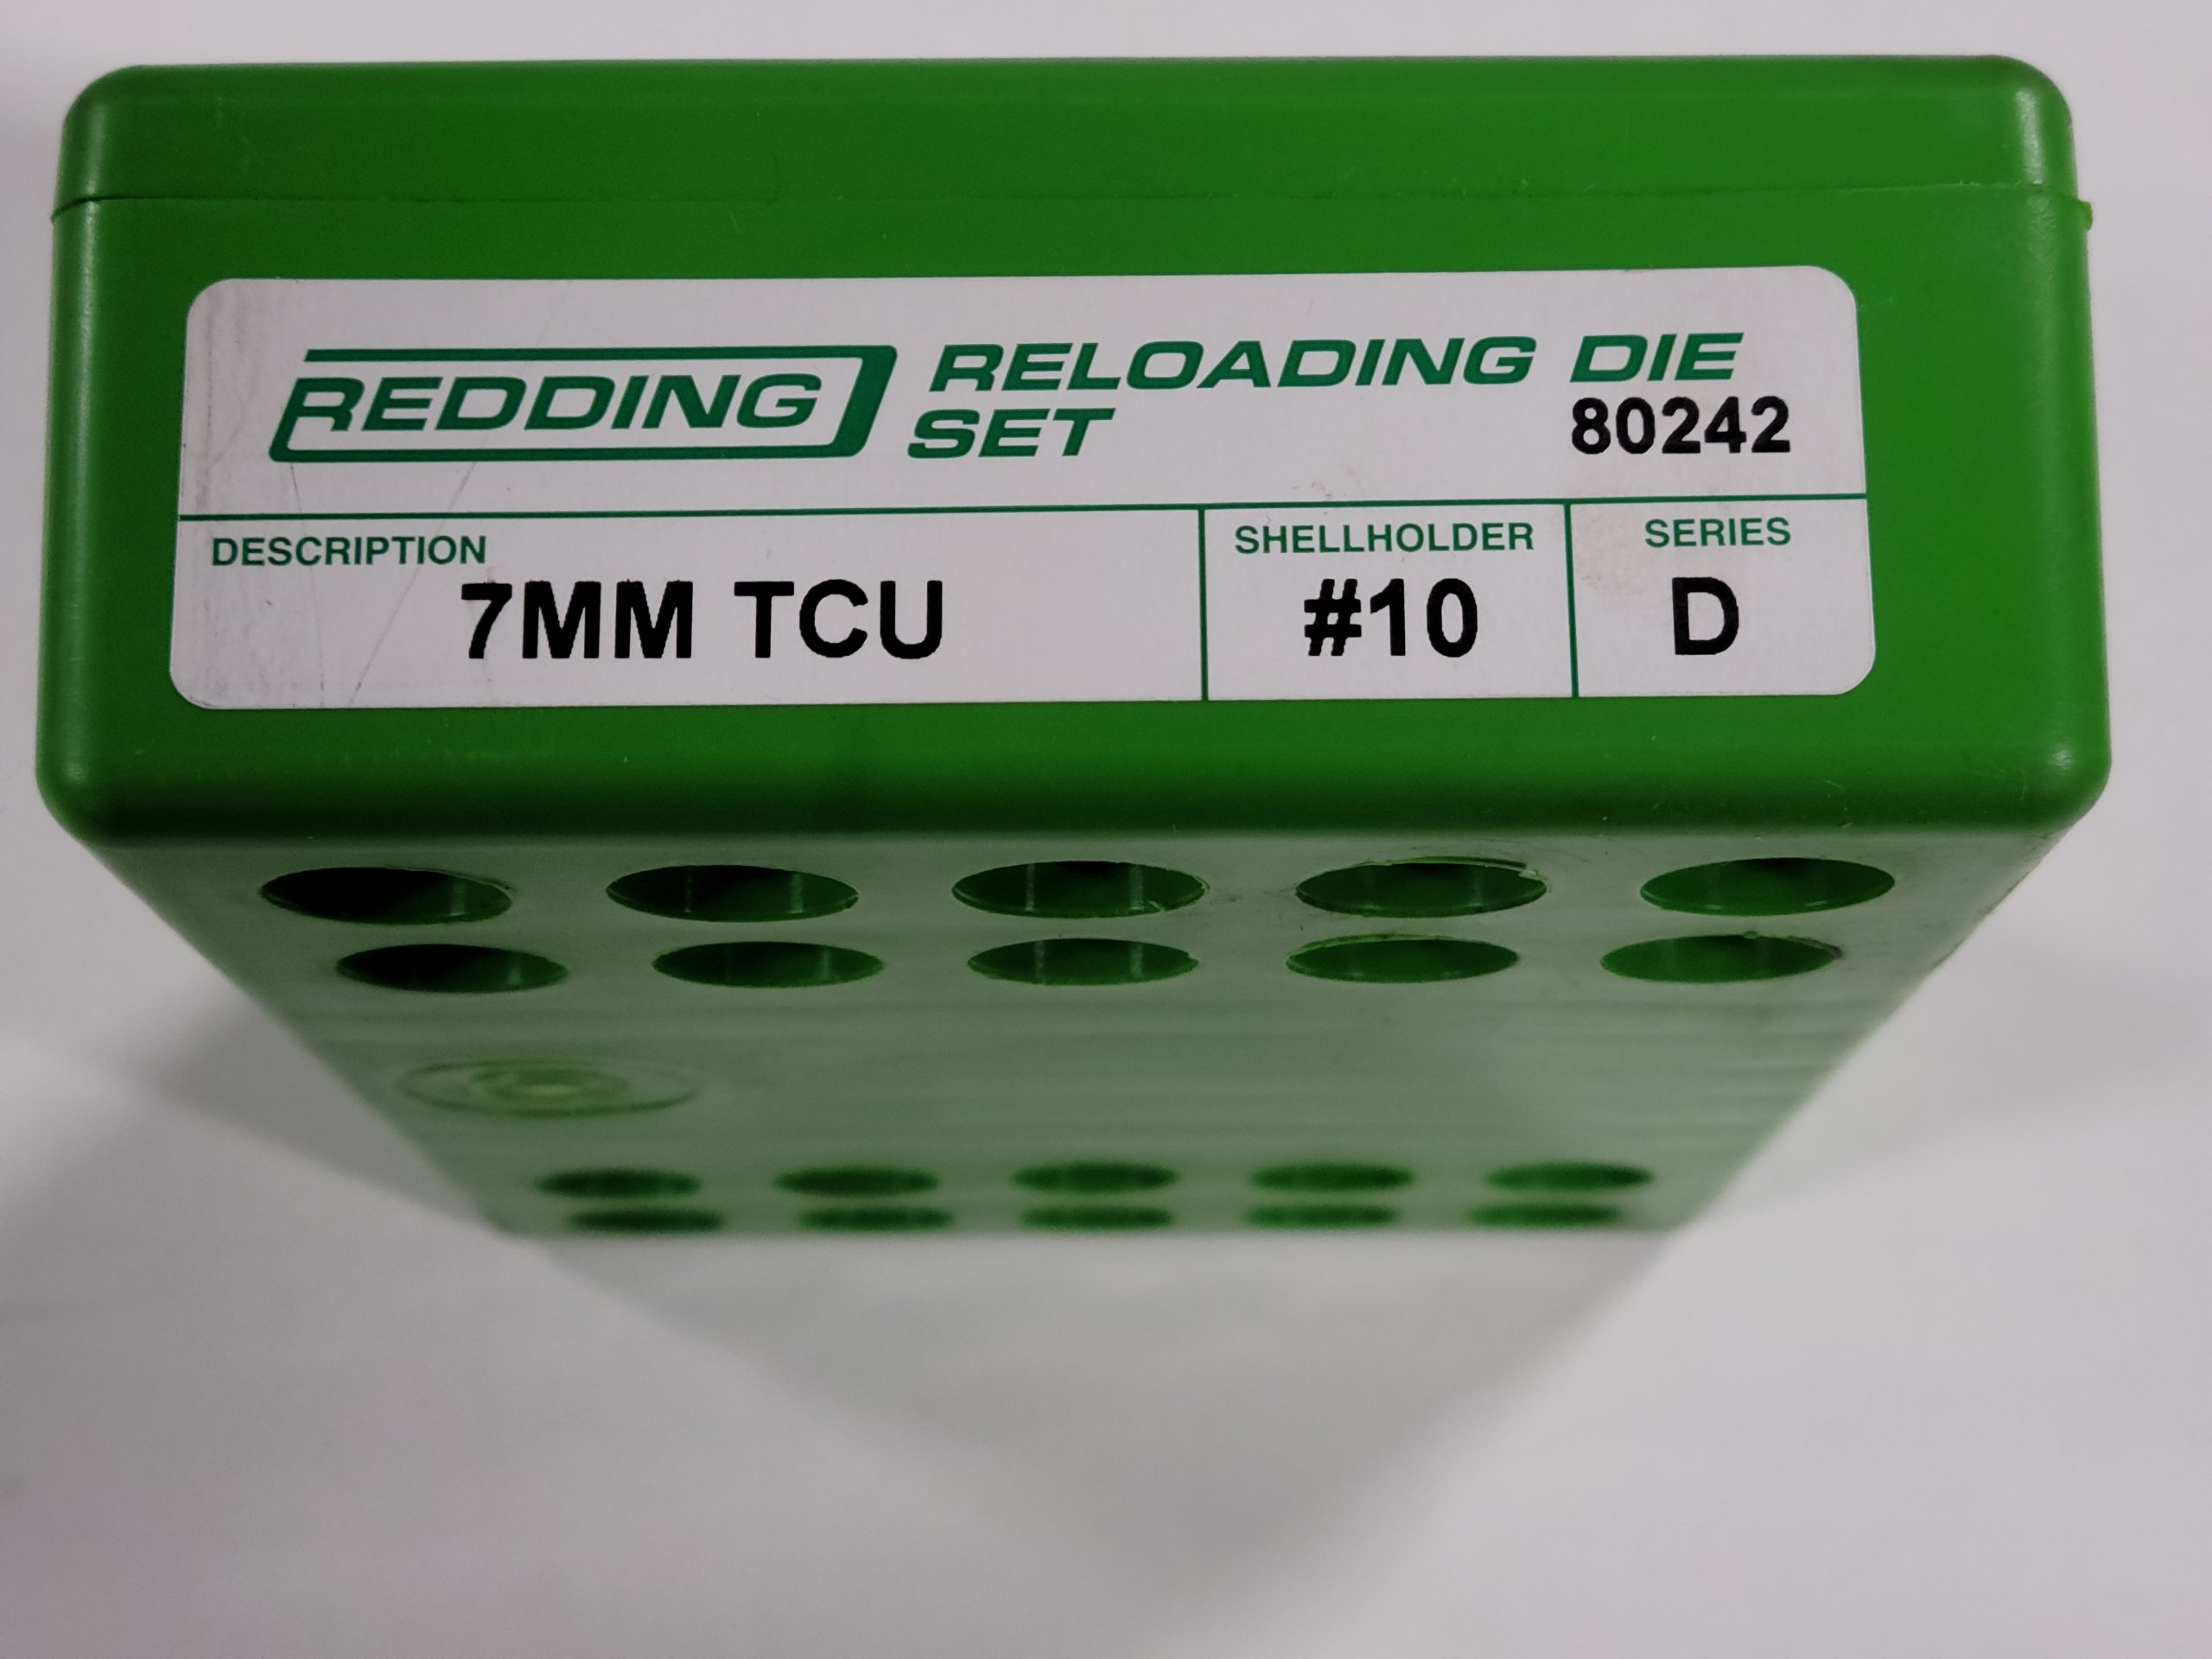 REDDING RELOADING DIE
SET 80242
DESCRIPTION SHELLHOLDER SERIES
7MM TCU #10 D